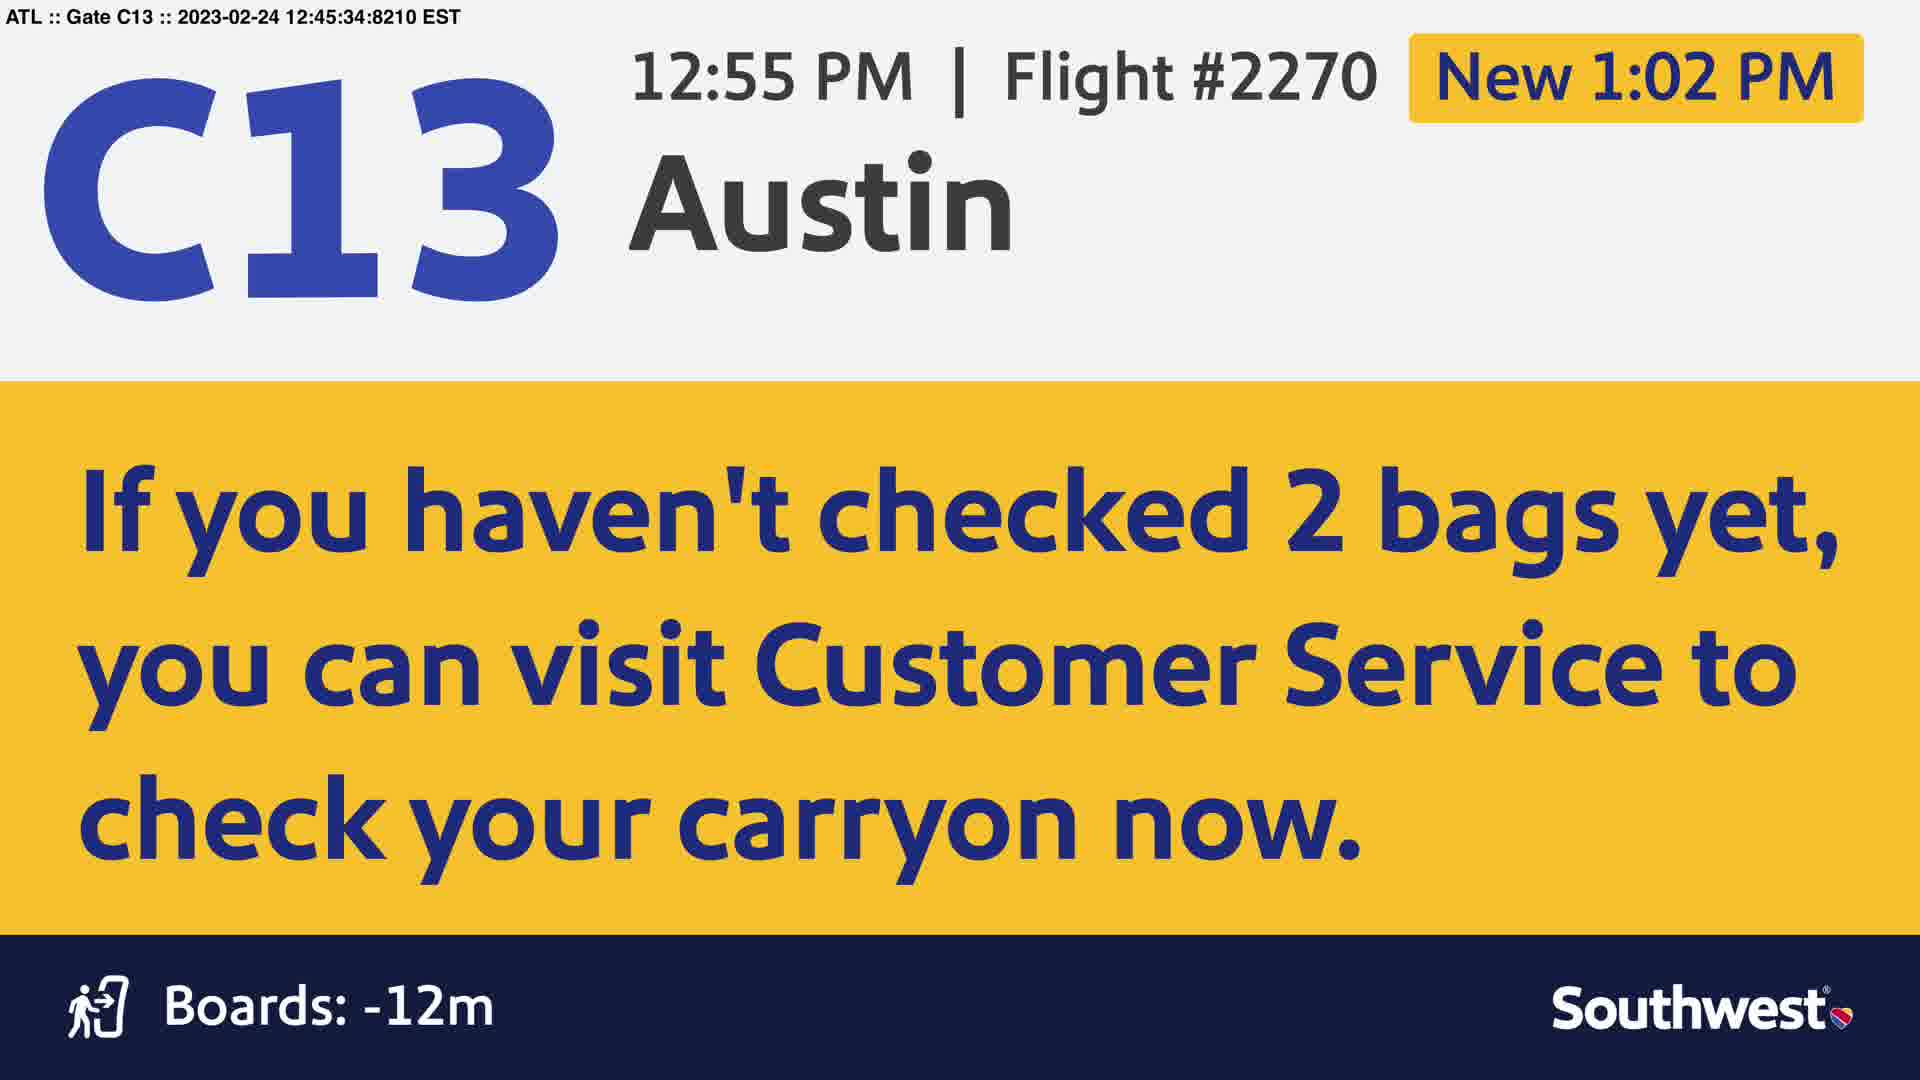 ATL :: Gate C13 :: 2023-02-24 12:45:34:8210 EST
C13
12:55 PM | Flight #2270
New 1:02 PM
Austin
If you haven't checked 2 bags yet,
you can visit Customer Service to
check your carryon now.
Boards: -12m
Southwest®